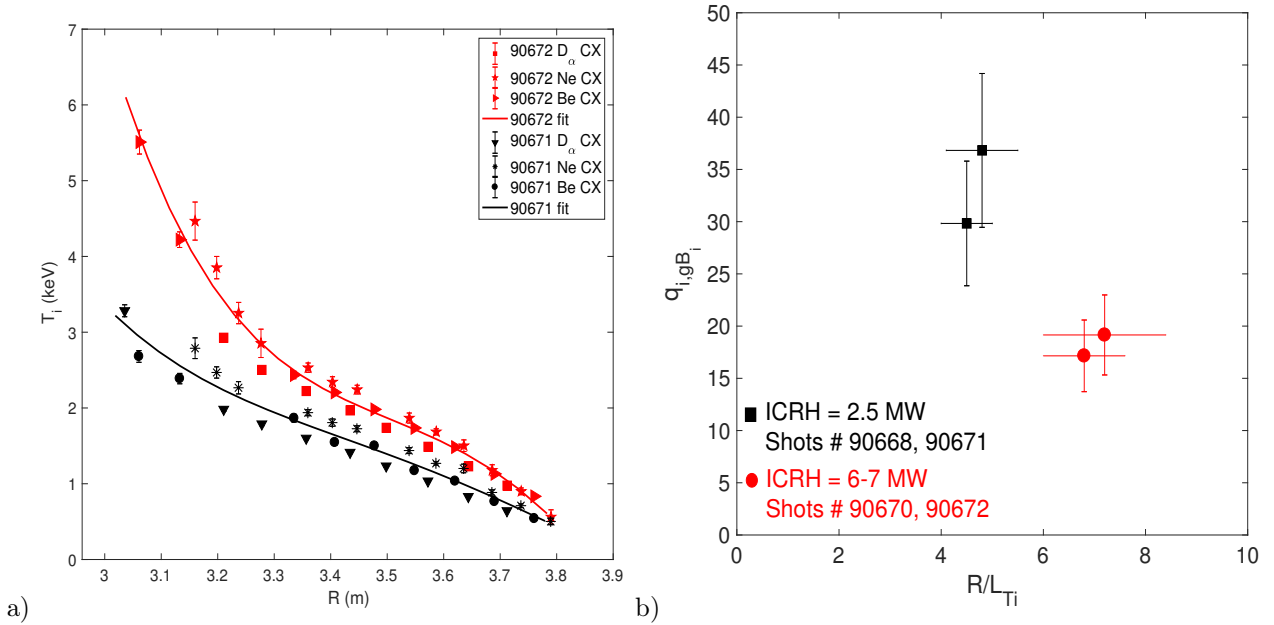 7
6
5
4
3
2
1
0
T_i (keV)
3
3.1
3.2
3.3
3.4
3.5
3.6
3.7
3.8
3.9
R (m)
90672 D_α CX
90672 Ne CX
90672 Be CX
90672 fit
90671 D_α CX
90671 Ne CX
90671 Be CX
90671 fit
a)
50
45
40
35
30
25
20
15
10
5
0
q_{i,gB_i}
ICRH = 2.5 MW
Shots # 90668, 90671
ICRH = 6-7 MW
Shots # 90670, 90672
0
2
4
6
8
10
R/L_{Ti}
b)